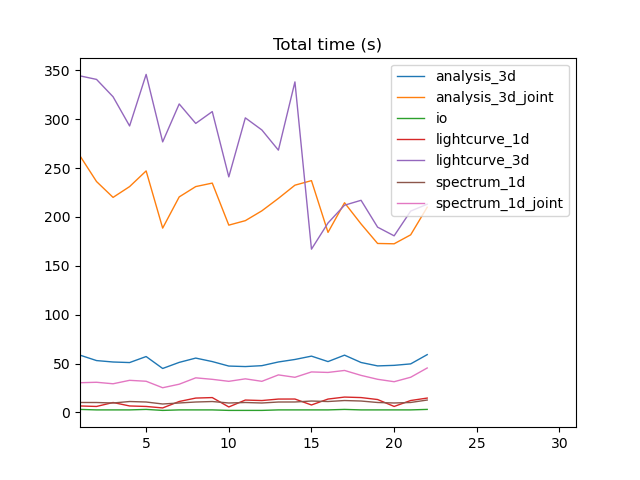 Total time (s)
350
300
250
200
150
100
50
0
5
10
15
20
25
30
analysis_3d
analysis_3d_joint
io
lightcurve_1d
lightcurve_3d
spectrum_1d
spectrum_1d_joint